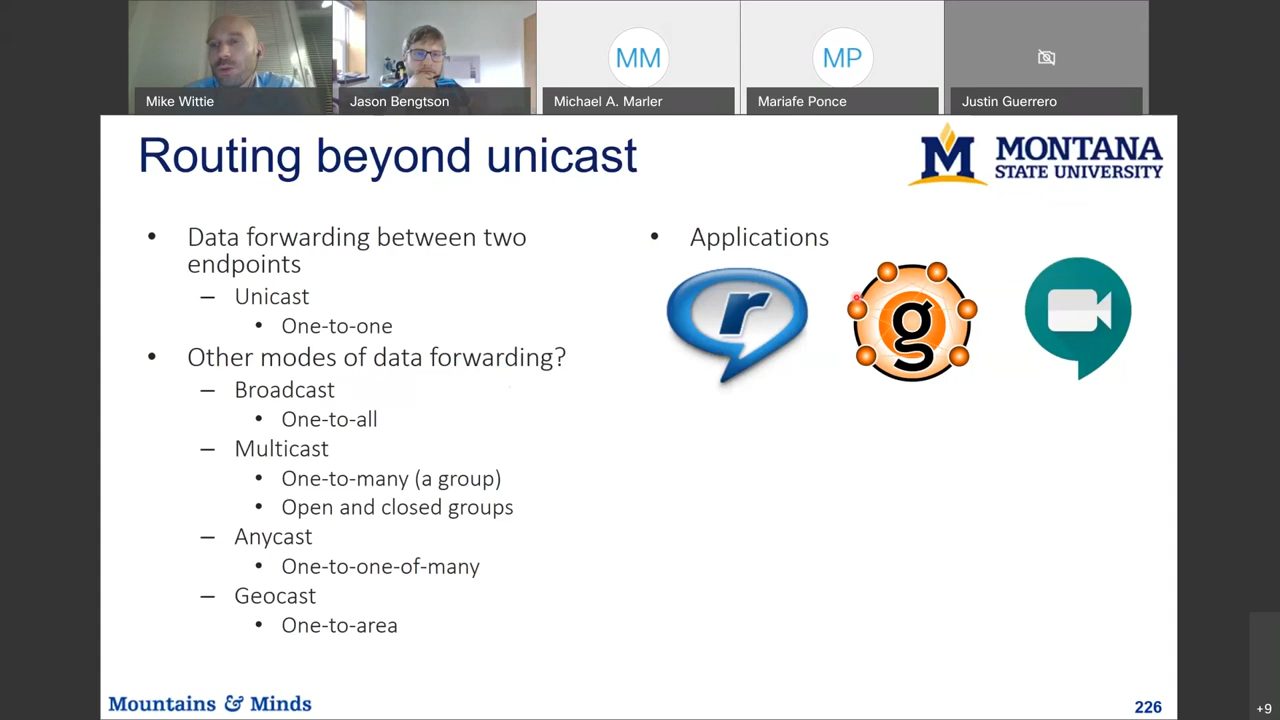 MM
MP
Mike Wittie
Jason Bengtson
Michael A. Marler
Mariafe Ponce
Justin Guerrero
Routing beyond unicast
M MONTANA
STATE UNIVERSITY
• Data forwarding between two
endpoints
– Unicast
• One-to-one
• Other modes of data forwarding?
– Broadcast
• One-to-all
– Multicast
• One-to-many (a group)
• Open and closed groups
– Anycast
• One-to-one-of-many
– Geocast
• One-to-area
• Applications
r
g
Mountains & Minds
226
+9